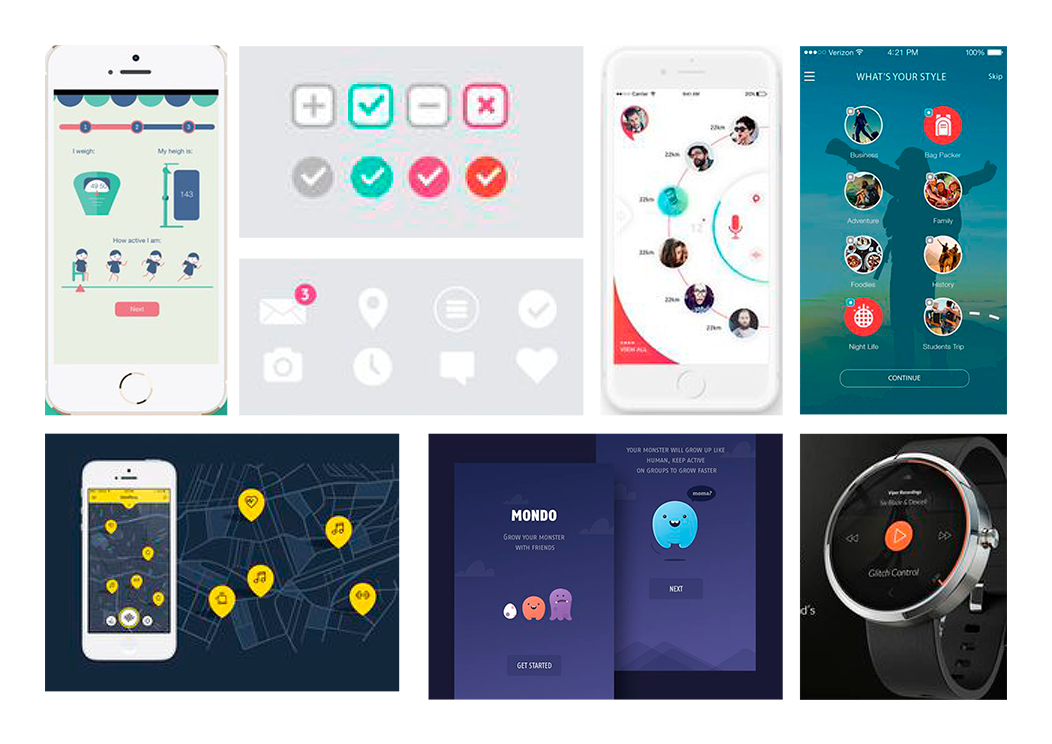 1 2 3
I weigh:
My heigh is:
49 50
143
How active I am:
Next
3
Carrier
9:41 AM
20%
22km
22km
22km
22km
22km
22km
VIEW ALL
Verizon 4:21 PM 100%
WHAT'S YOUR STYLE
Skip
Business
Bag Packer
Adventure
Family
Foodies
History
Night Life
Students Trip
CONTINUE
MONDO
GROW YOUR MONSTER
WITH FRIENDS
GET STARTED
YOUR MONSTER WILL GROW UP LIKE
HUMAN, KEEP ACTIVE
ON GROUPS TO GROW FASTER
moma?
NEXT
Viper Recordings
Six Blade & Dexcell
Glitch Control
d's